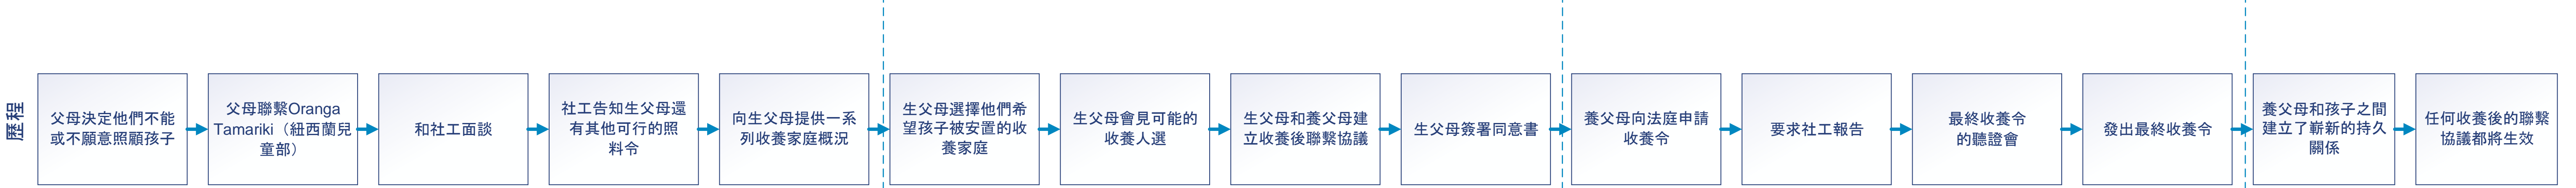 歷程
父母決定他們不能
或不願意照顧孩子
父母聯繫Oranga
Tamariki（紐西蘭兒
童部）
和社工面談
社工告知生父母還
有其他可行的照
料令
向生父母提供一系
列收養家庭概況
生父母選擇他們希
望孩子被安置的收
養家庭
生父母會見可能的
收養人選
生父母和養父母建
立收養後聯繫協議
生父母簽署同意書
養父母向法庭申請
收養令
要求社工報告
最終收養令
的聽證會
發出最終收養令
養父母和孩子之間
建立了嶄新的持久
關係
任何收養後的聯繫
協議都將生效